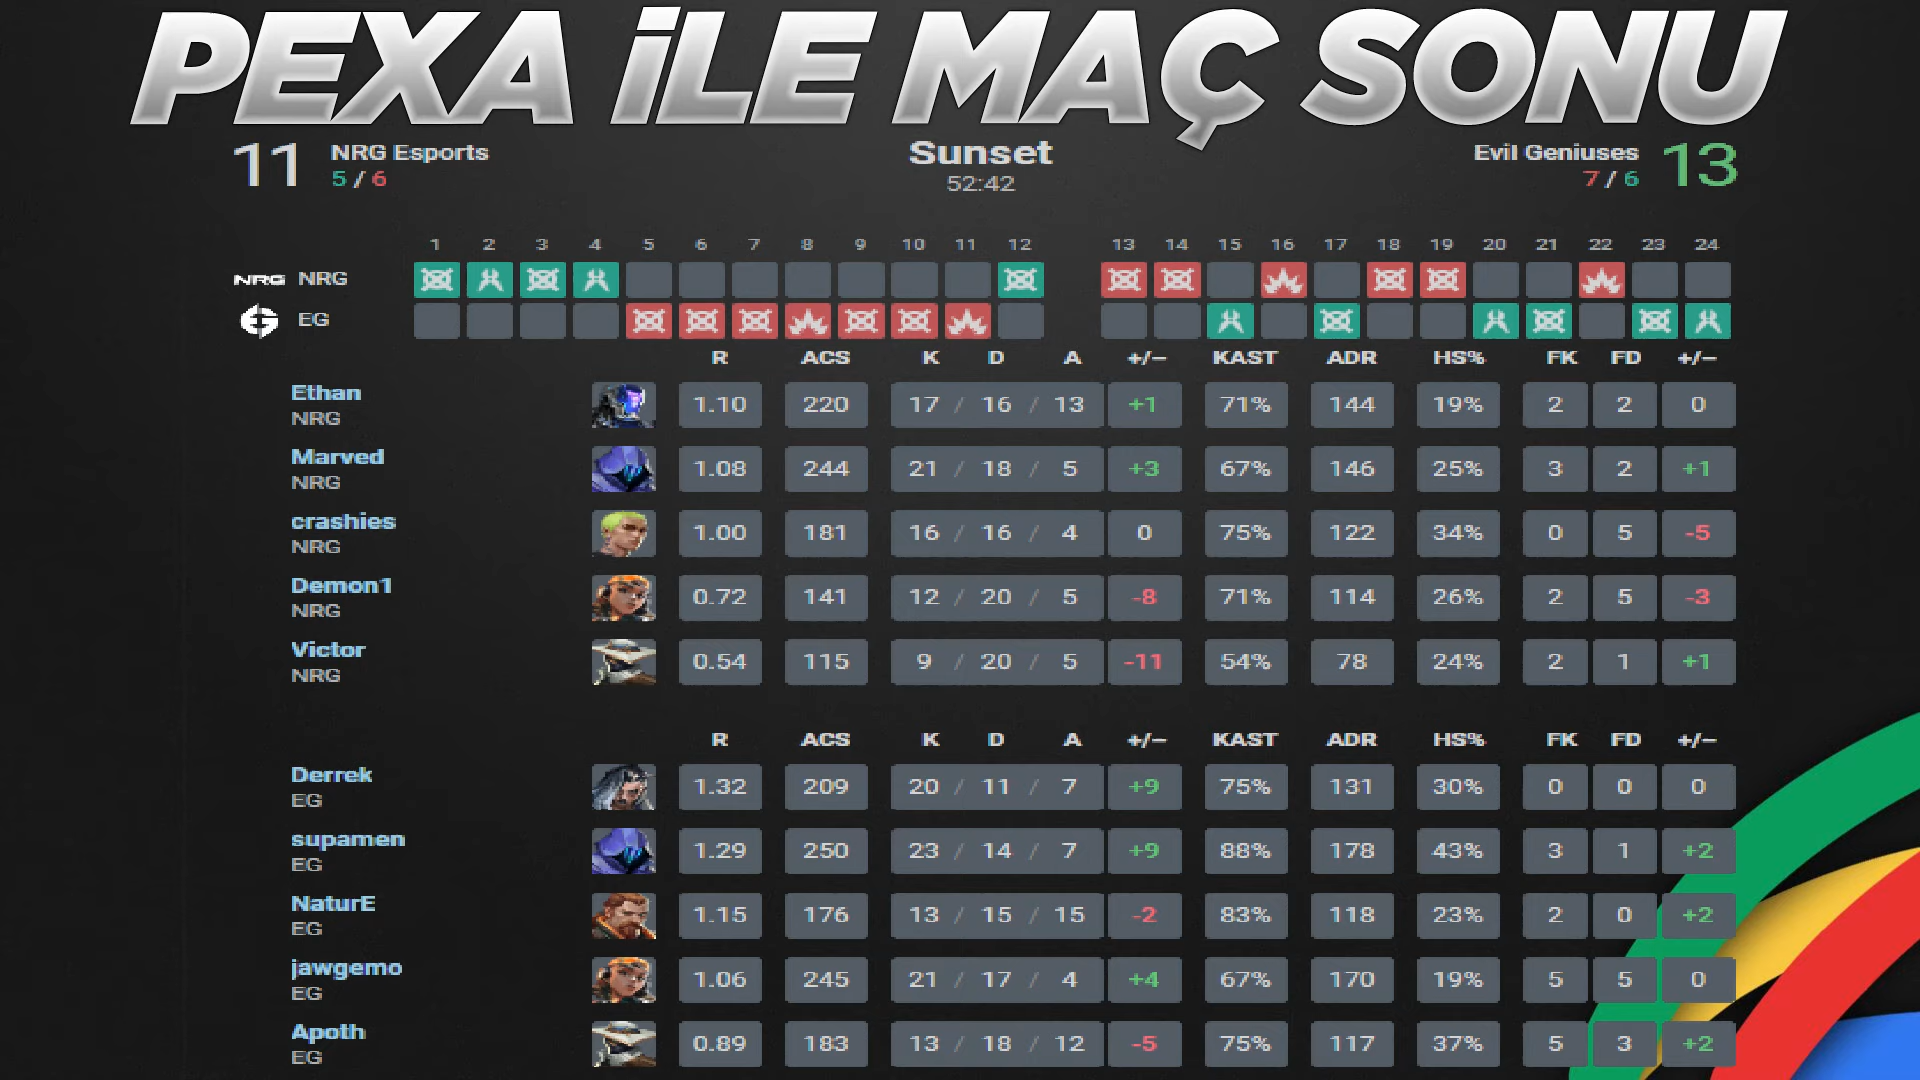 PEXA iLE MAÇ SONU
11 NRG Esports Sunset Evil Geniuses 13
5 / 6 52:42 7 / 6
1 2 3 4 5 6 7 8 9 10 11 12 13 14 15 16 17 18 19 20 21 22 23 24
NRG NRG
EG
R ACS K D A +/– KAST ADR HS% FK FD +/–
Ethan
NRG
1.10 220 17 / 16 / 13 +1 71% 144 19% 2 2 0
Marved
NRG
1.08 244 21 / 18 / 5 +3 67% 146 25% 3 2 +1
crashies
NRG
1.00 181 16 / 16 / 4 0 75% 122 34% 0 5 -5
Demon1
NRG
0.72 141 12 / 20 / 5 -8 71% 114 26% 2 5 -3
Victor
NRG
0.54 115 9 / 20 / 5 -11 54% 78 24% 2 1 +1
R ACS K D A +/– KAST ADR HS% FK FD +/–
Derrek
EG
1.32 209 20 / 11 / 7 +9 75% 131 30% 0 0 0
supamen
EG
1.29 250 23 / 14 / 7 +9 88% 178 43% 3 1 +2
NaturE
EG
1.15 176 13 / 15 / 15 -2 83% 118 23% 2 0 +2
jawgemo
EG
1.06 245 21 / 17 / 4 +4 67% 170 19% 5 5 0
Apoth
EG
0.89 183 13 / 18 / 12 -5 75% 117 37% 5 3 +2